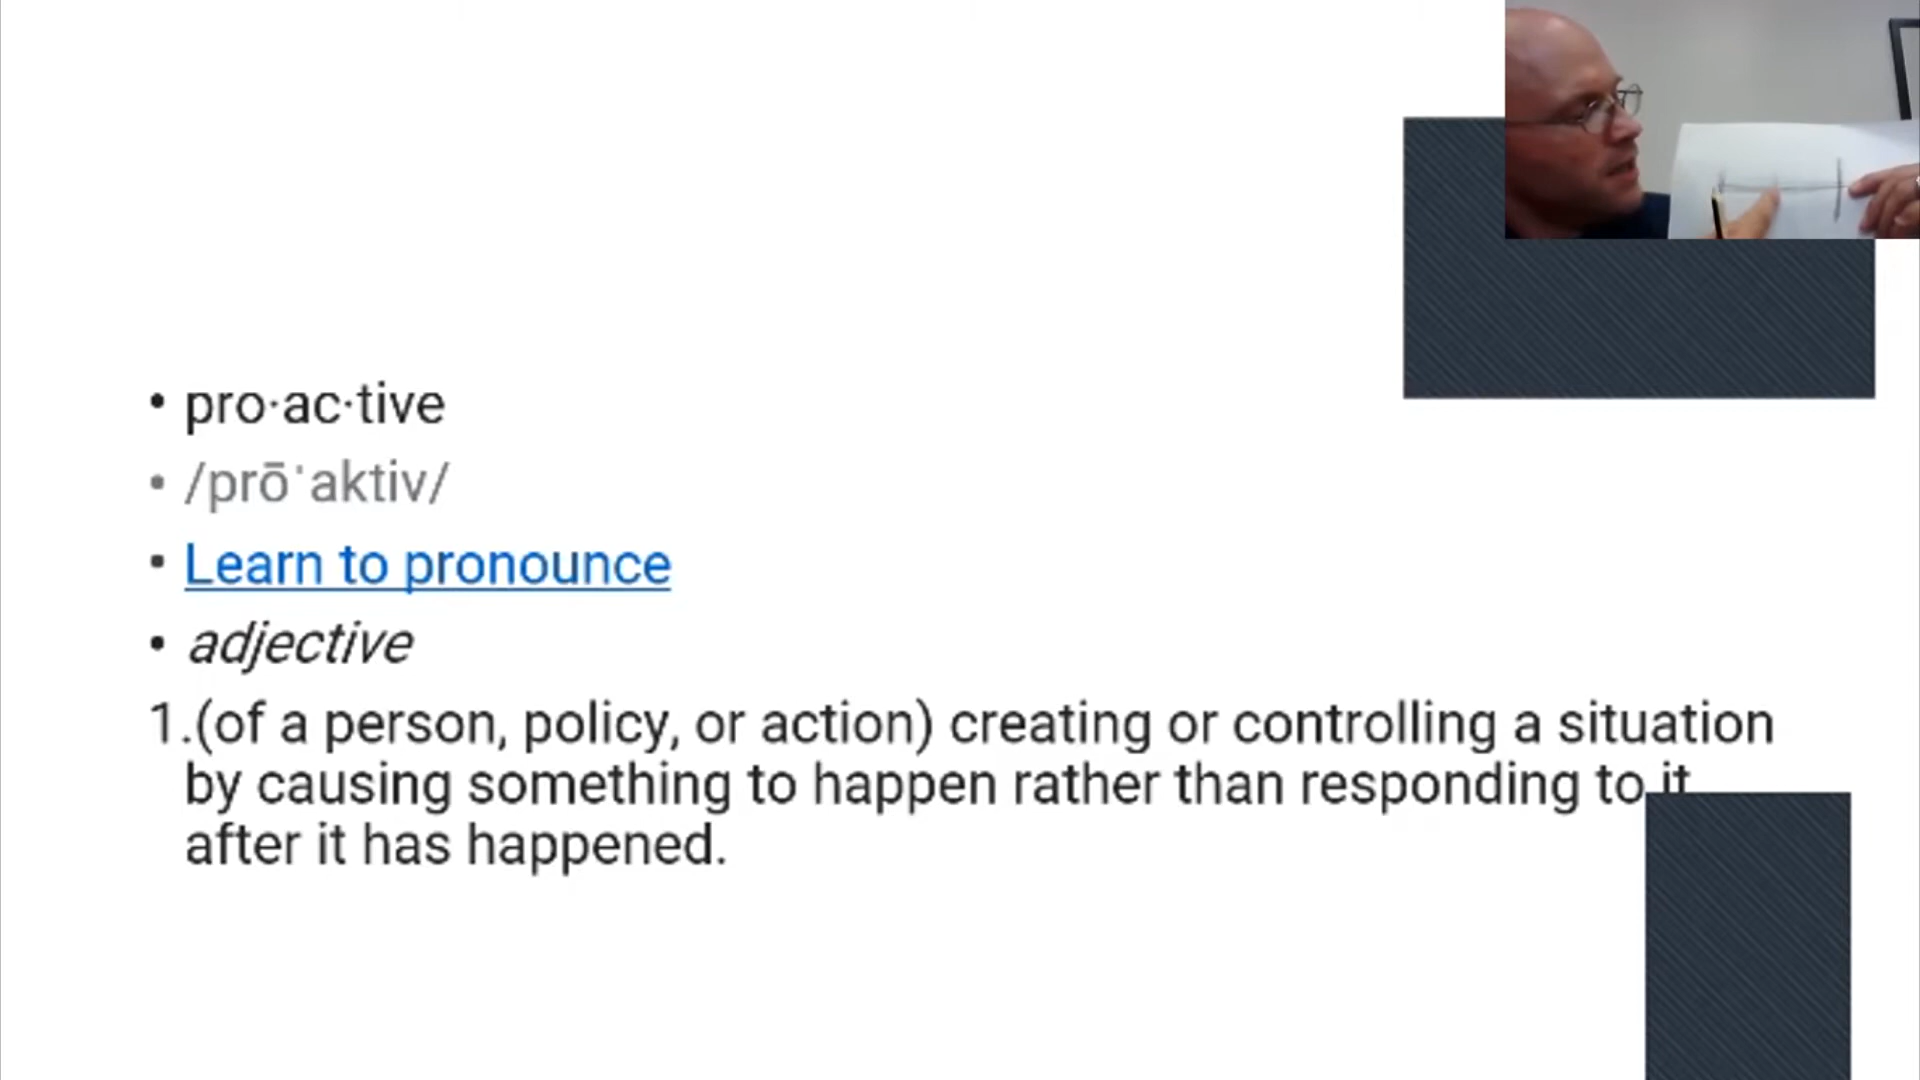 • pro·ac·tive
• /prōˈaktiv/
• Learn to pronounce
• adjective
1.(of a person, policy, or action) creating or controlling a situation
by causing something to happen rather than responding to it
after it has happened.